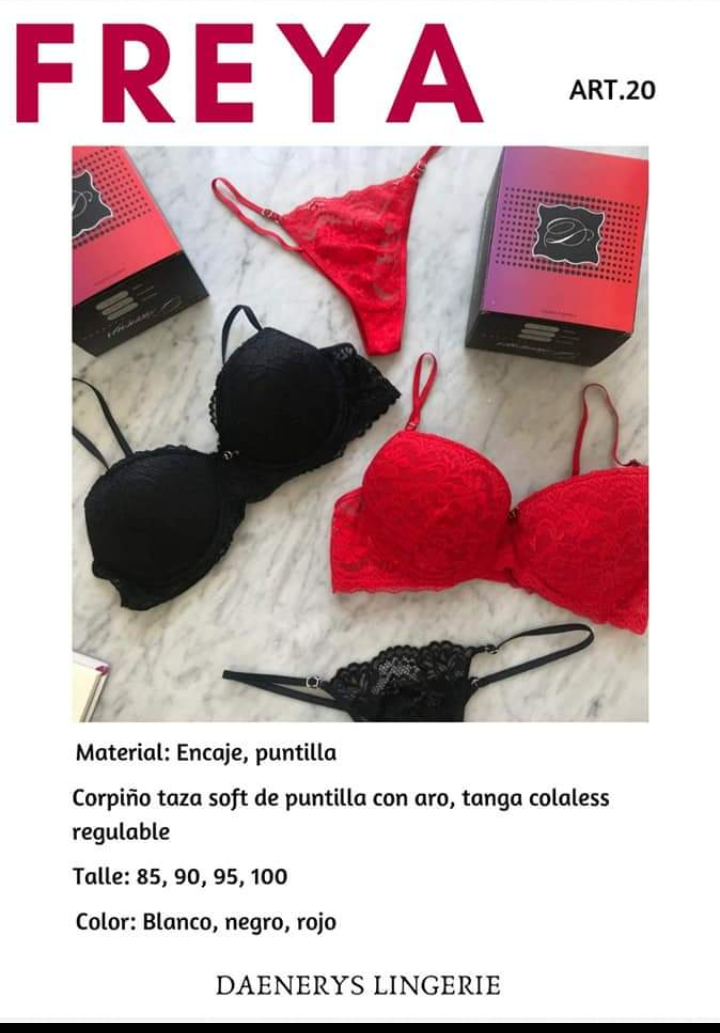 FREYA
ART.20
Material: Encaje, puntilla
Corpiño taza soft de puntilla con aro, tanga colaless
regulable
Talle: 85, 90, 95, 100
Color: Blanco, negro, rojo
DAENERYS LINGERIE